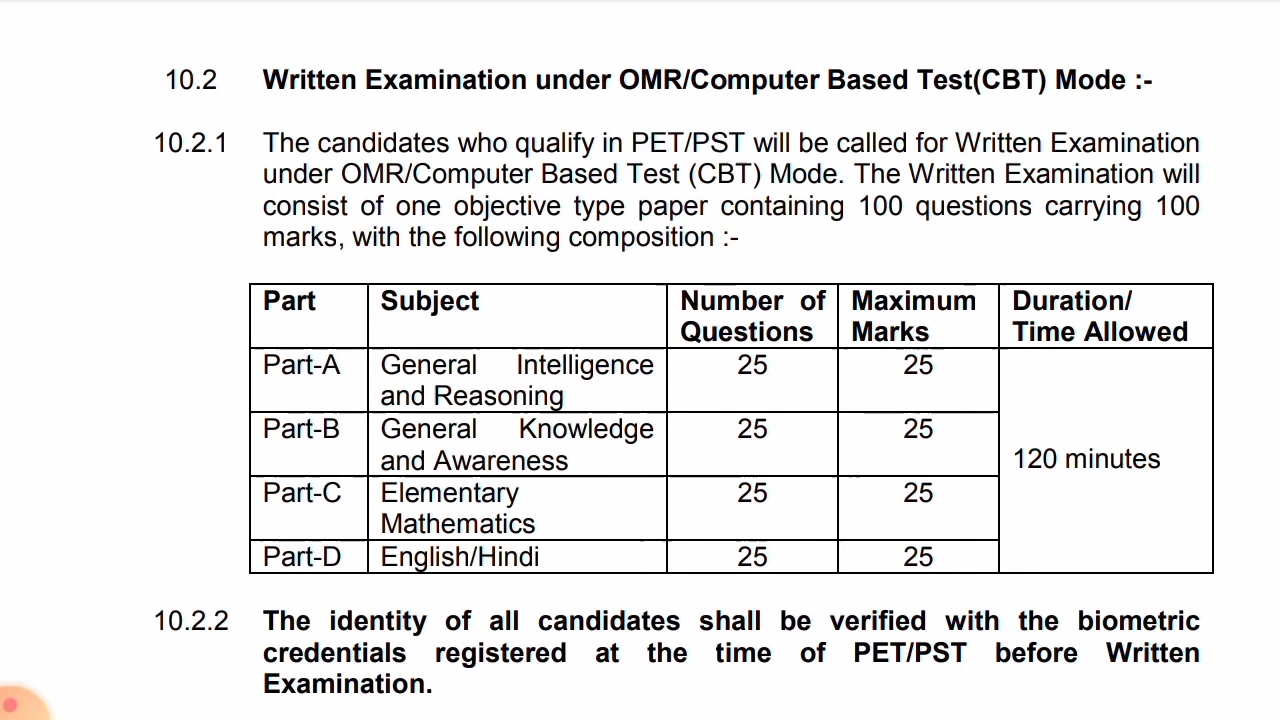 10.2 Written Examination under OMR/Computer Based Test(CBT) Mode :-
10.2.1 The candidates who qualify in PET/PST will be called for Written Examination
under OMR/Computer Based Test (CBT) Mode. The Written Examination will
consist of one objective type paper containing 100 questions carrying 100
marks, with the following composition :-
Part Subject Number of Maximum Duration/
Questions Marks Time Allowed
Part-A General Intelligence 25 25
and Reasoning
Part-B General Knowledge 25 25
and Awareness
120 minutes
Part-C Elementary 25 25
Mathematics
Part-D English/Hindi 25 25
10.2.2 The identity of all candidates shall be verified with the biometric
credentials registered at the time of PET/PST before Written
Examination.